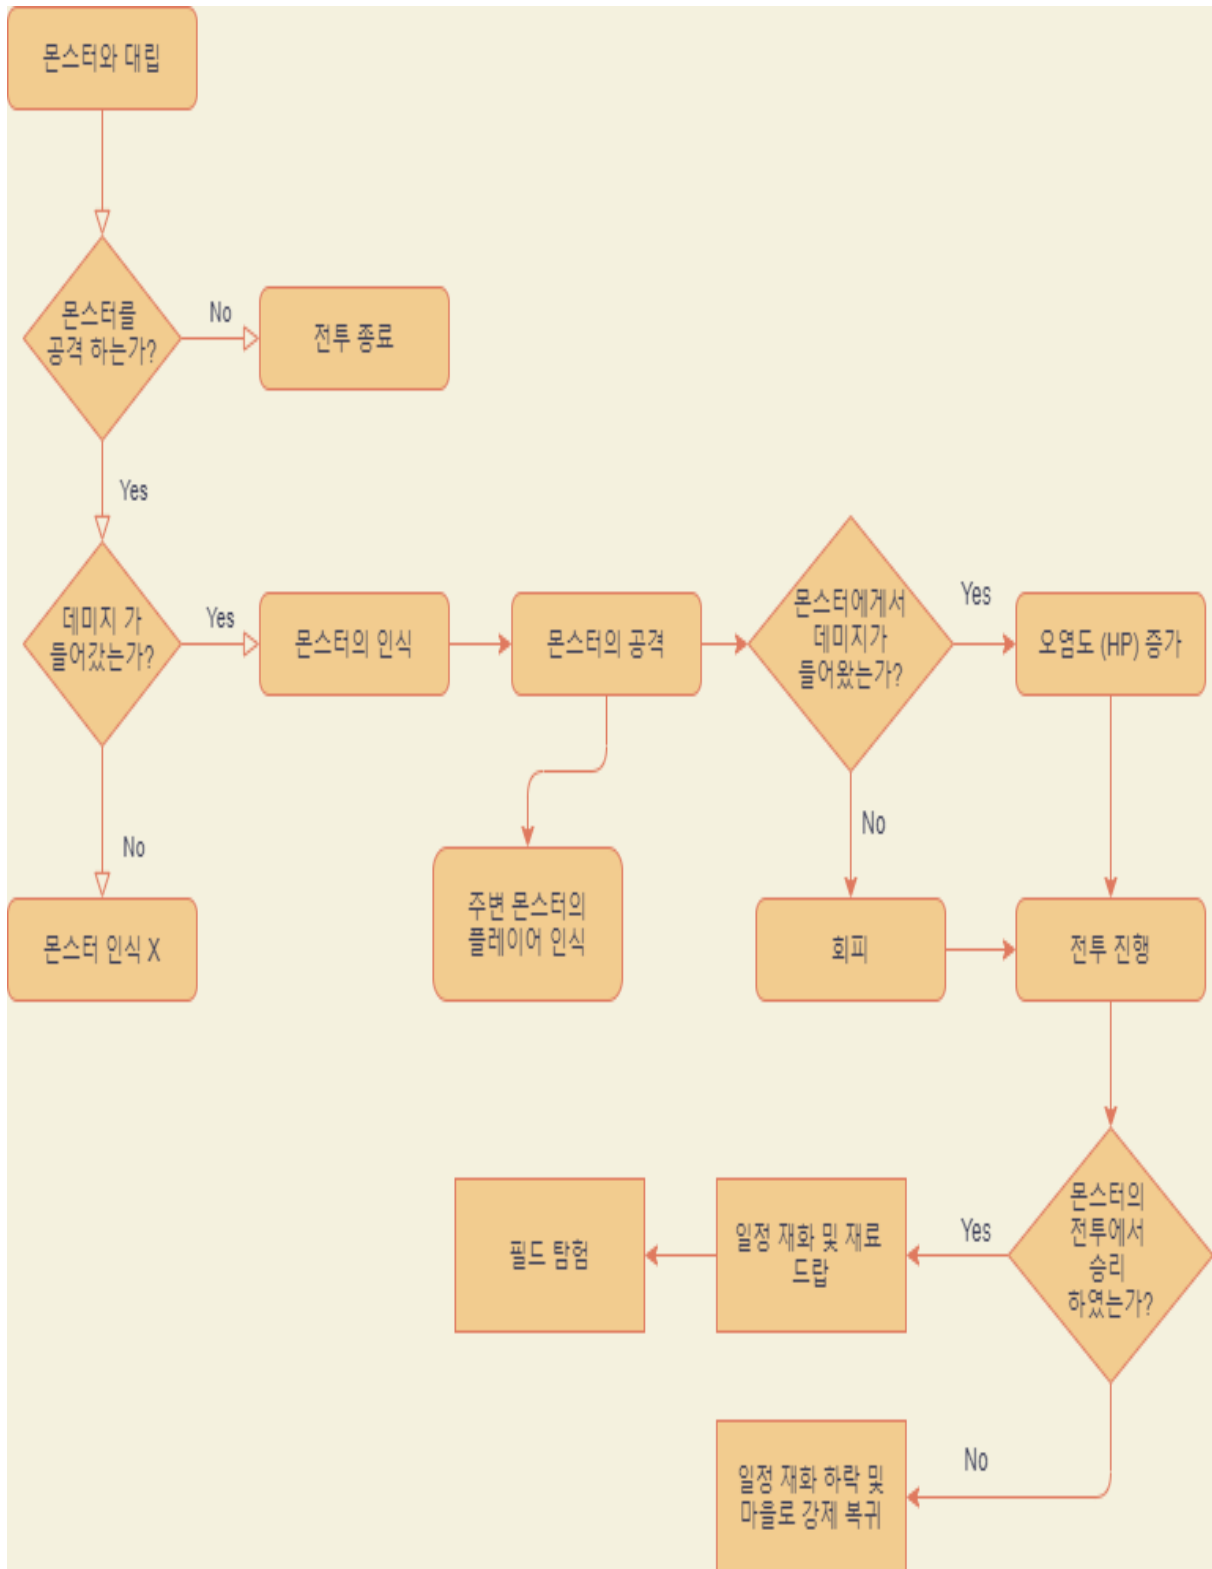 몬스터와 대립
몬스터를
공격 하는가?
No
전투 종료
Yes
데미지 가
들어갔는가?
Yes
몬스터의 인식
몬스터의 공격
몬스터에게서
데미지가
들어왔는가?
Yes
오염도 (HP) 증가
No
No
몬스터 인식 X
주변 몬스터의
플레이어 인식
회피
전투 진행
몬스터의
전투에서
승리
하였는가?
Yes
일정 재화 및 재료
드랍
필드 탐험
No
일정 재화 하락 및
마을로 강제 복귀